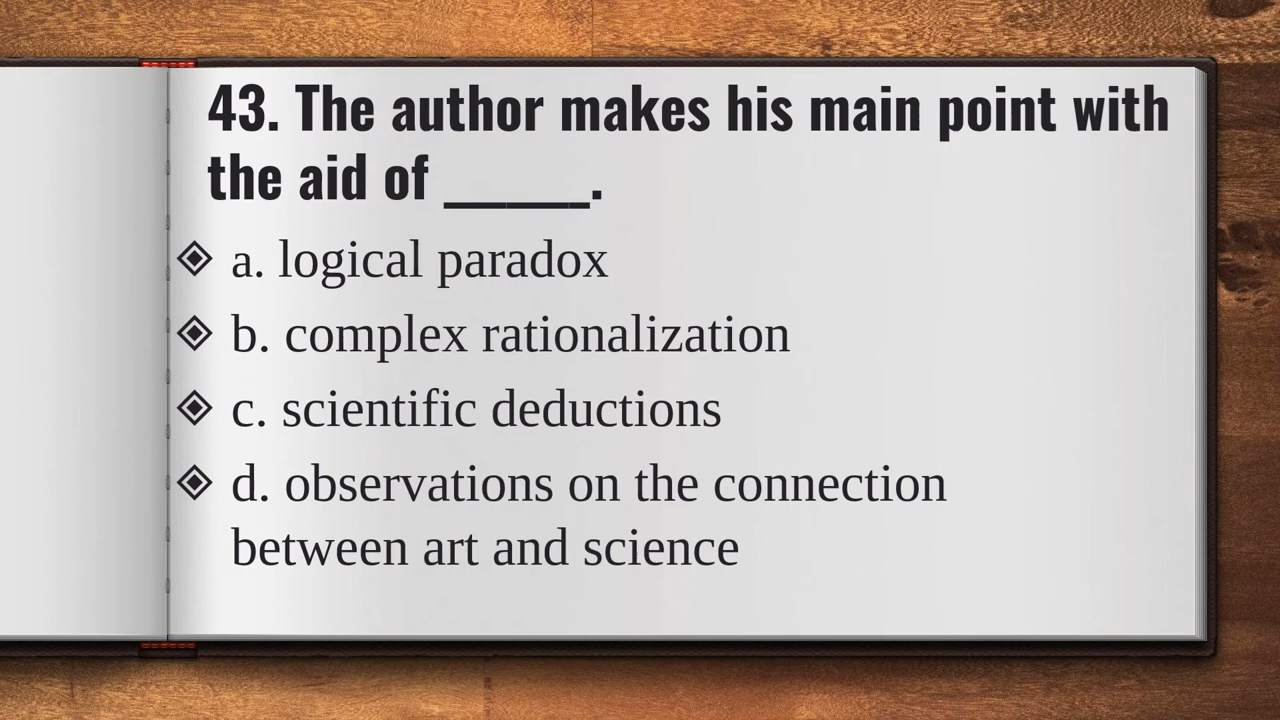 43. The author makes his main point with
the aid of _____.
a. logical paradox
b. complex rationalization
c. scientific deductions
d. observations on the connection
between art and science